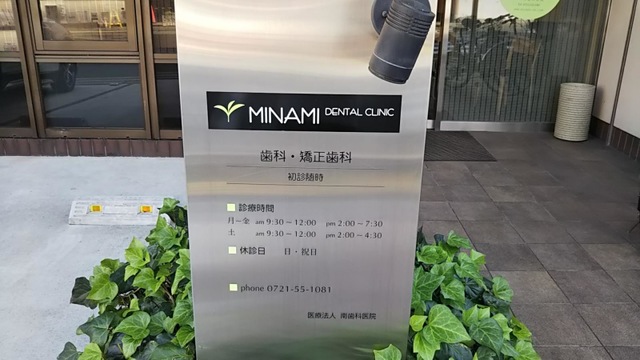 MINAMI DENTAL CLINIC
歯科・矯正歯科
初診随時
診療時間
月～金 am 9:30～12:00 pm 2:00～7:30
土 am 9:30～12:00 pm 2:00～4:30
休診日 日・祝日
phone 0721-55-1081
医療法人 南歯科医院